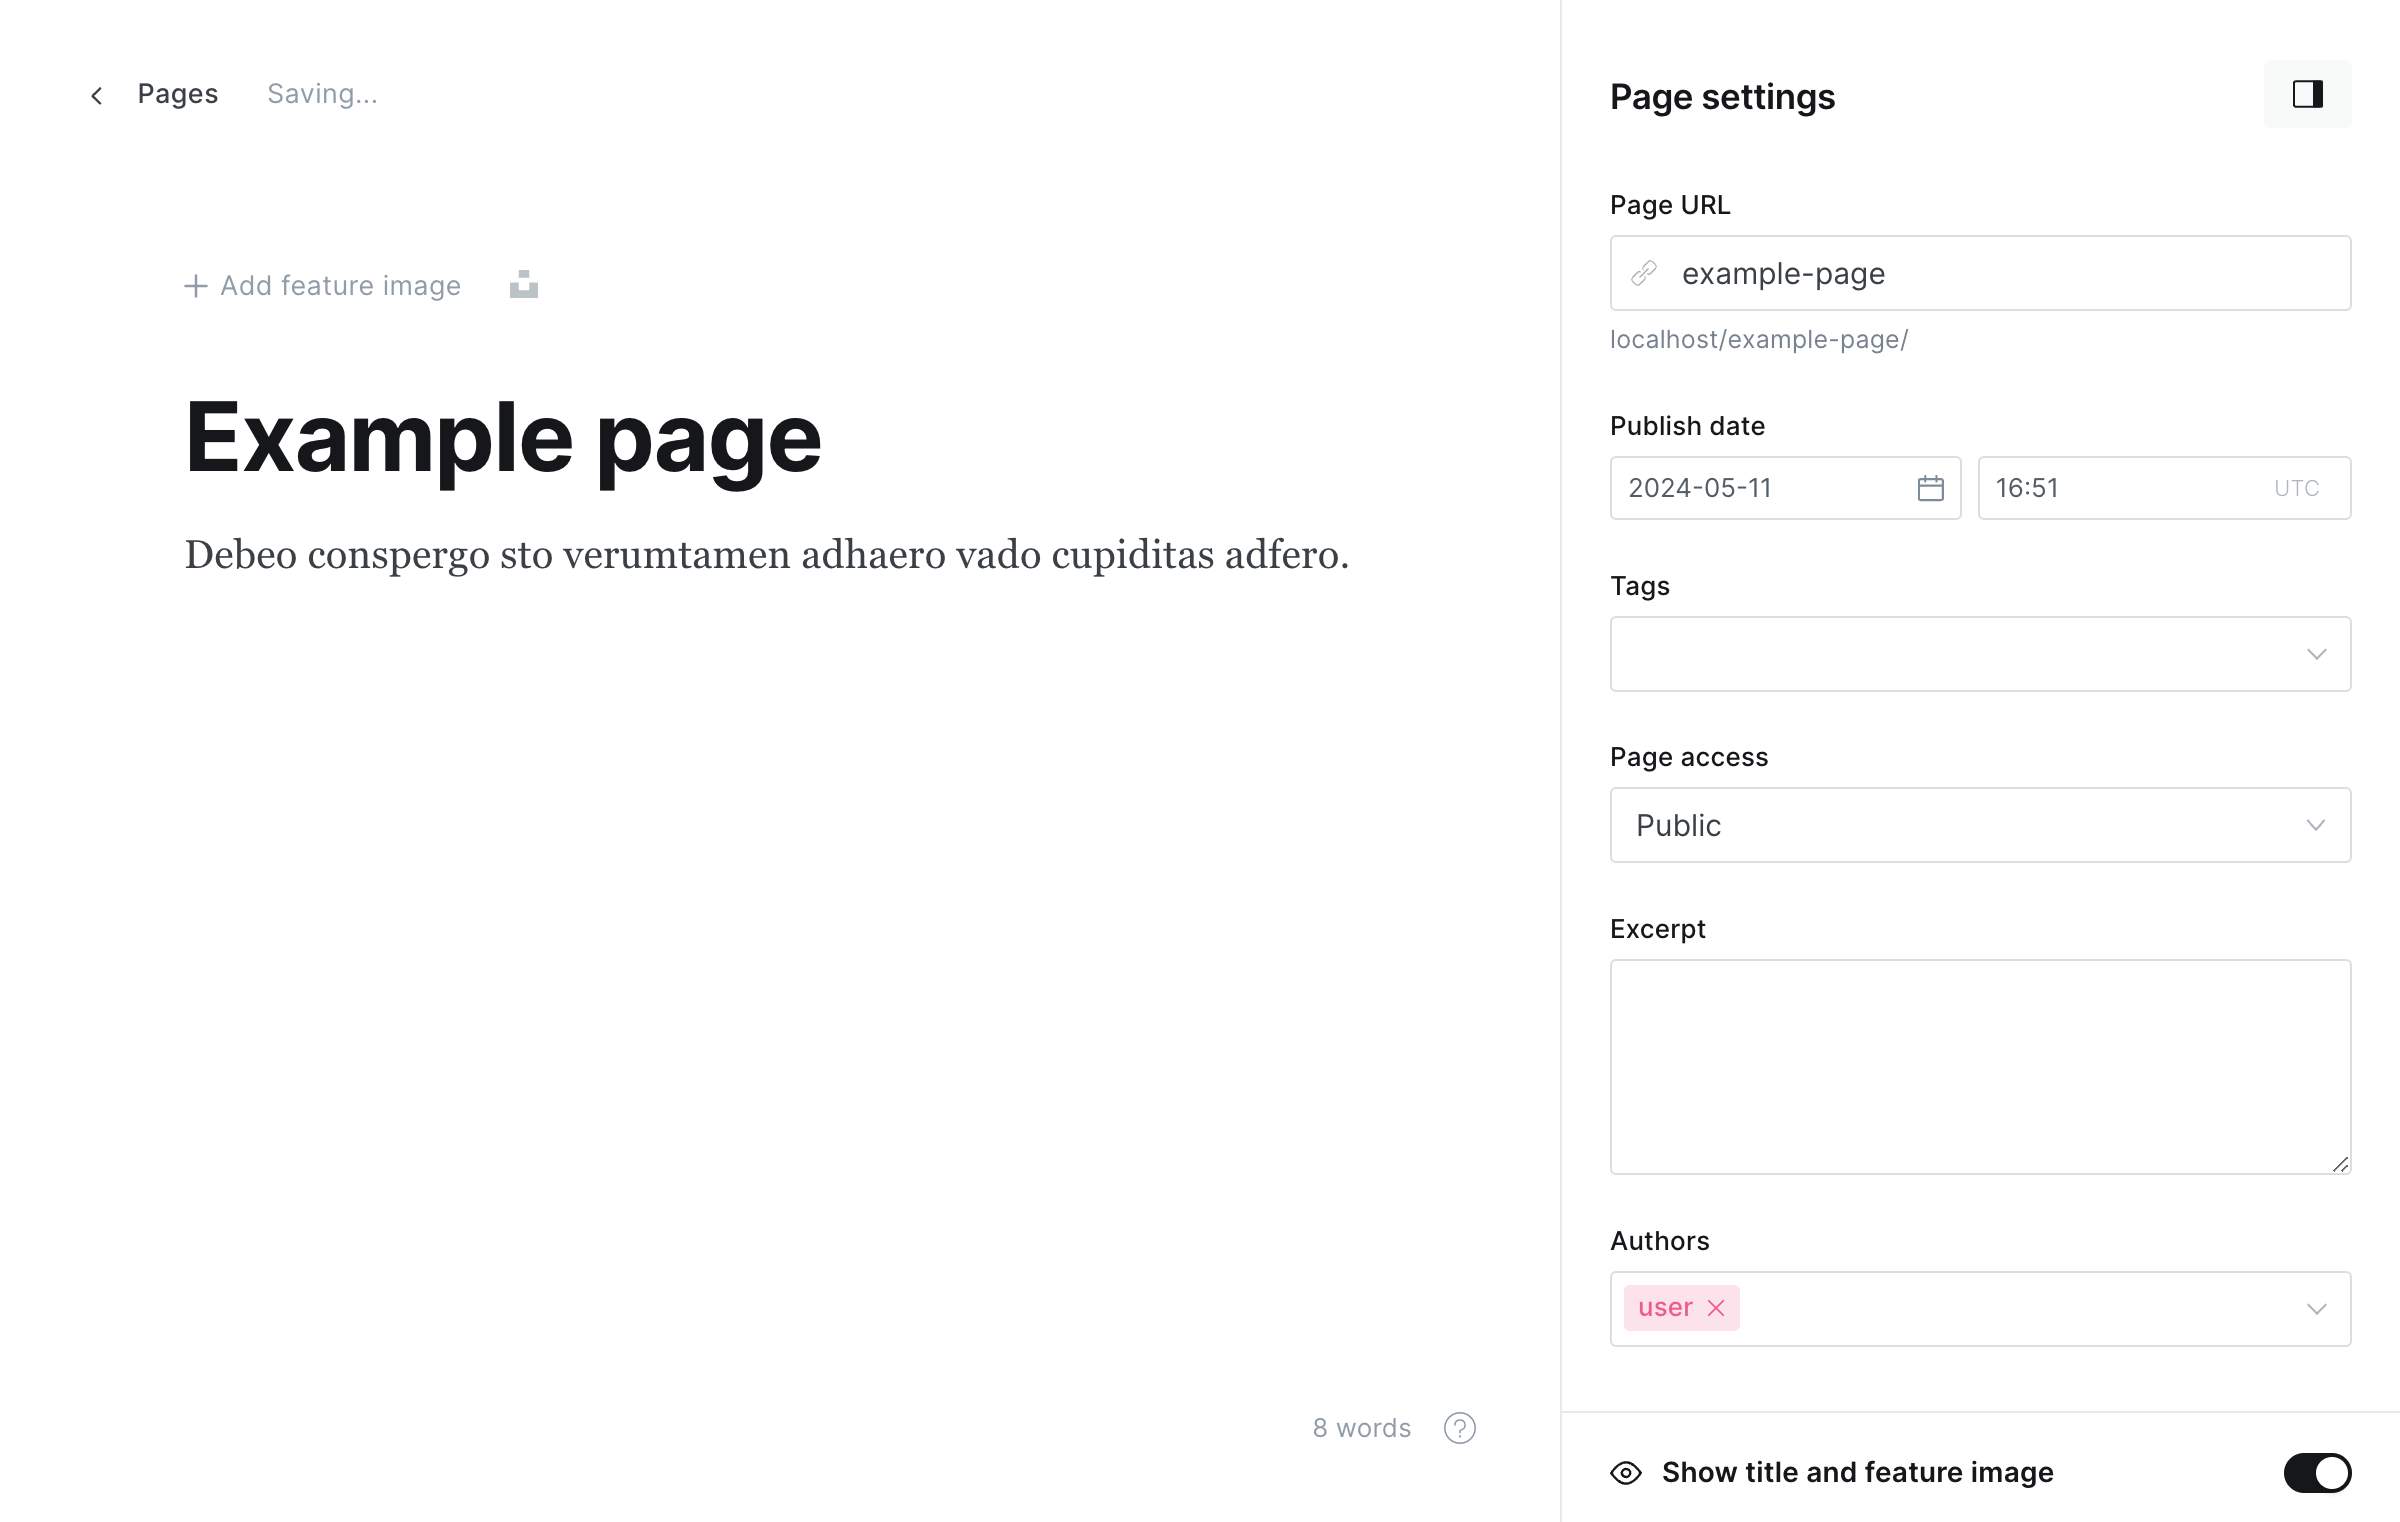 Pages
Saving...
Add feature image
Example page
Debeo conspergo sto verumtamen adhaero vado cupiditas adfero.
8 words
?
Page settings
Page URL
example-page
localhost/example-page/
Publish date
2024-05-11
16:51 UTC
Tags
Page access
Public
Excerpt
Authors
user
Show title and feature image